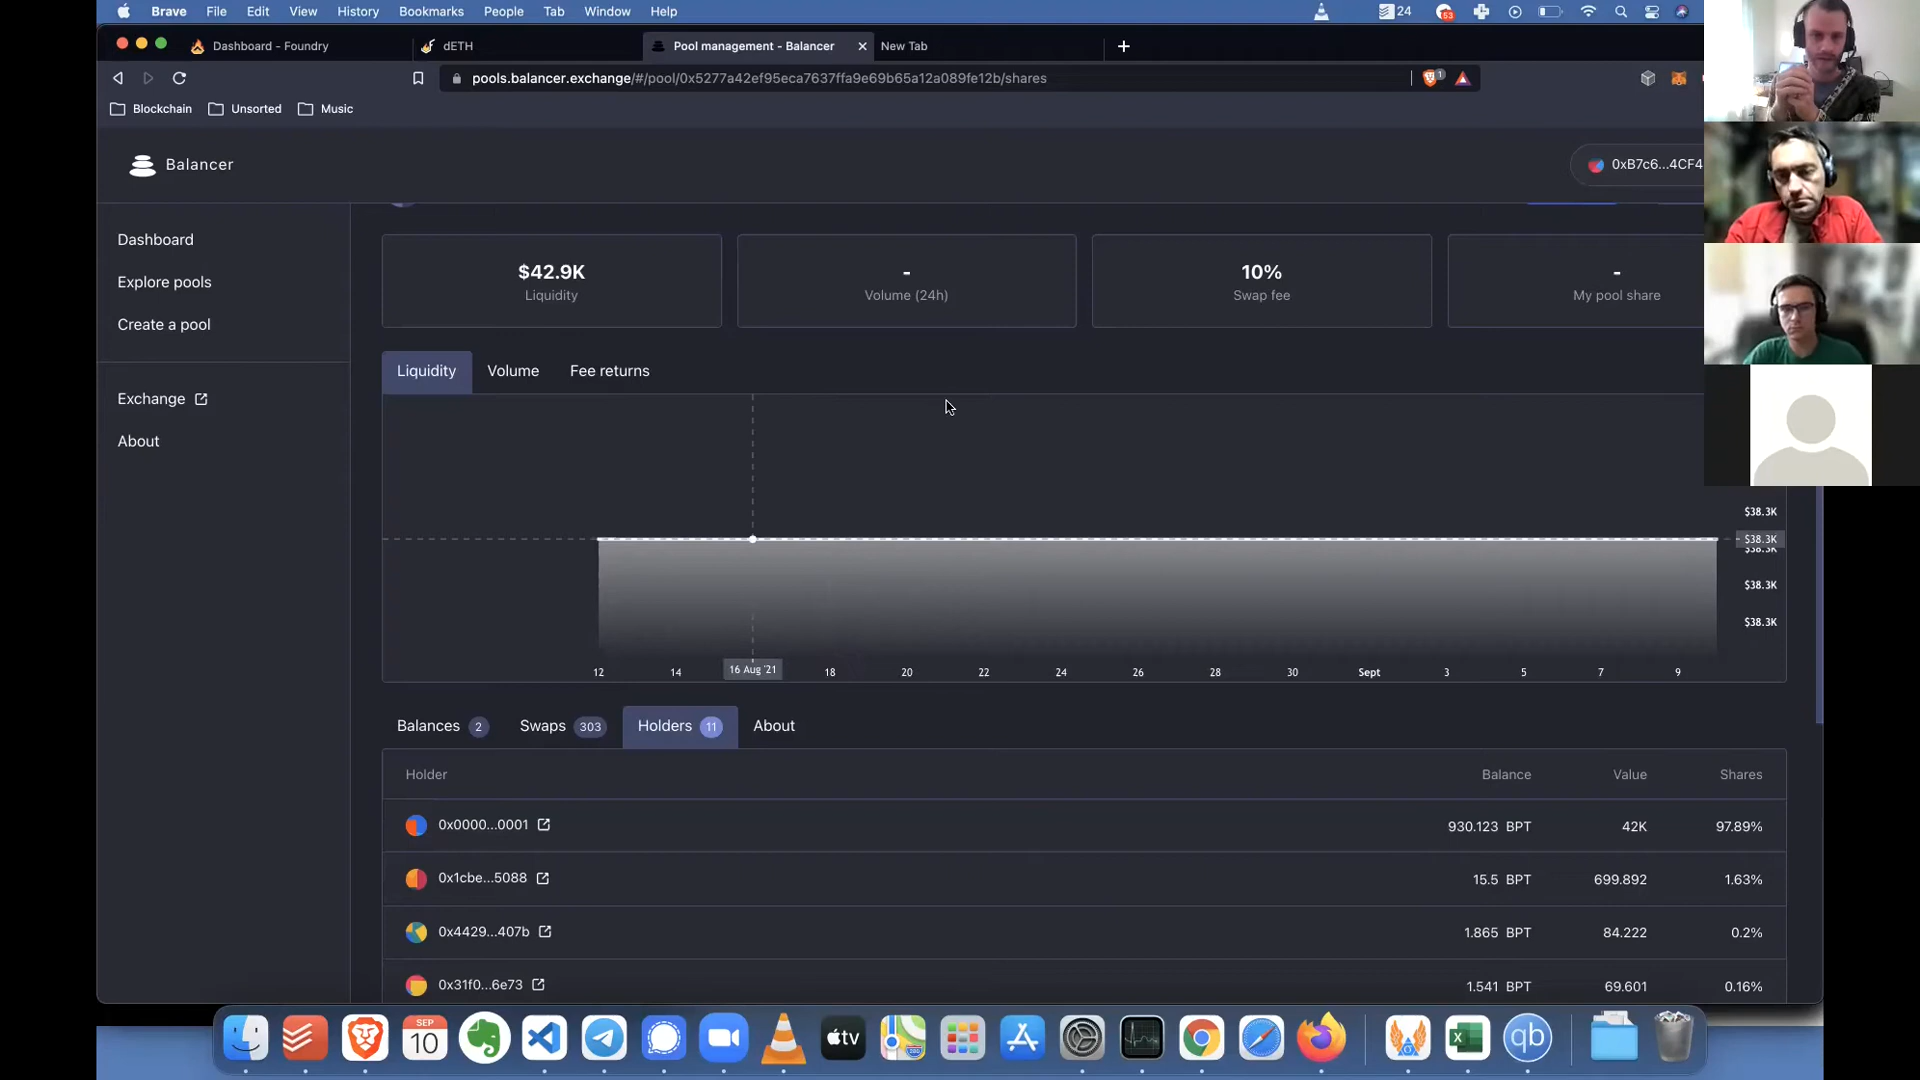 Brave File Edit View History Bookmarks People Tab Window Help 24 53
Dashboard - Foundry dETH Pool management - Balancer New Tab
pools.balancer.exchange/#/pool/0x5277a42ef95eca7637ffa9e69b65a12a089fe12b/shares 1
Blockchain Unsorted Music
Balancer 0xB7c6...4CF4
Dashboard
Explore pools
Create a pool
Exchange
About
$42.9K - 10% -
Liquidity Volume (24h) Swap fee My pool share
Liquidity Volume Fee returns
$38.3K
$38.3K
$38.3K
$38.3K
$38.3K
12 14 16 Aug '21 18 20 22 24 26 28 30 Sept 3 5 7 9
Balances 2 Swaps 303 Holders 11 About
Holder Balance Value Shares
0x0000...0001 930.123 BPT 42K 97.89%
0x1cbe...5088 15.5 BPT 699.892 1.63%
0x4429...407b 1.865 BPT 84.222 0.2%
0x31f0...6e73 1.541 BPT 69.601 0.16%
SEP
10
tv
qb